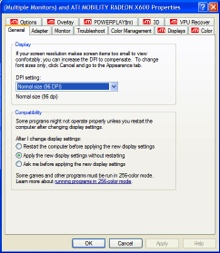 (Multiple Monitors) and ATI MOBILITY RADEON X600 Properties
Options Overlay POWERPLAY(tm) 3D VPU Recover
General Adapter Monitor Troubleshoot Color Management Displays Color
Display
If your screen resolution makes screen items too small to view
comfortably, you can increase the DPI to compensate. To change
font sizes only, click Cancel and go to the Appearance tab.
DPI setting:
Normal size (96 DPI)
Normal size (96 dpi)
Compatibility
Some programs might not operate properly unless you restart the
computer after changing display settings.
After I change display settings:
Restart the computer before applying the new display settings
Apply the new display settings without restarting
Ask me before applying the new display settings
Some games and other programs must be run in 256-color mode.
Learn more about running programs in 256-color mode.
OK Cancel Apply Help